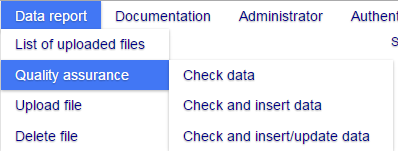 Data report Documentation Administrator Authent
List of uploaded files S
Quality assurance Check data
Upload file Check and insert data
Delete file Check and insert/update data